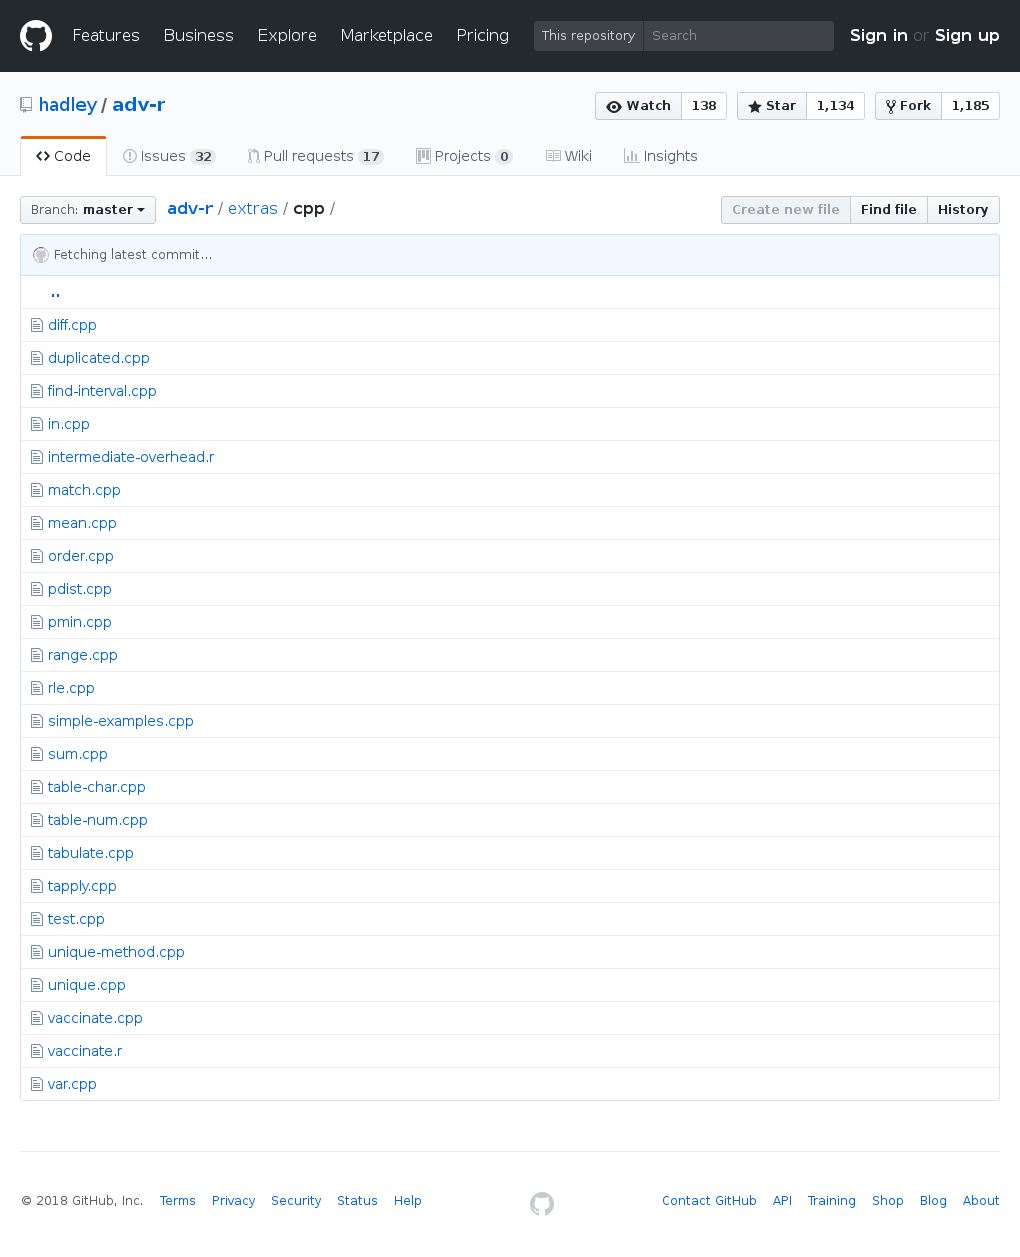 Features Business Explore Marketplace Pricing This repository Search Sign in or Sign up
hadley / adv-r Watch 138 Star 1,134 Fork 1,185
Code Issues 32 Pull requests 17 Projects 0 Wiki Insights
Branch: master adv-r / extras / cpp / Create new file Find file History
Fetching latest commit…
..
diff.cpp
duplicated.cpp
find-interval.cpp
in.cpp
intermediate-overhead.r
match.cpp
mean.cpp
order.cpp
pdist.cpp
pmin.cpp
range.cpp
rle.cpp
simple-examples.cpp
sum.cpp
table-char.cpp
table-num.cpp
tabulate.cpp
tapply.cpp
test.cpp
unique-method.cpp
unique.cpp
vaccinate.cpp
vaccinate.r
var.cpp
© 2018 GitHub, Inc. Terms Privacy Security Status Help Contact GitHub API Training Shop Blog About